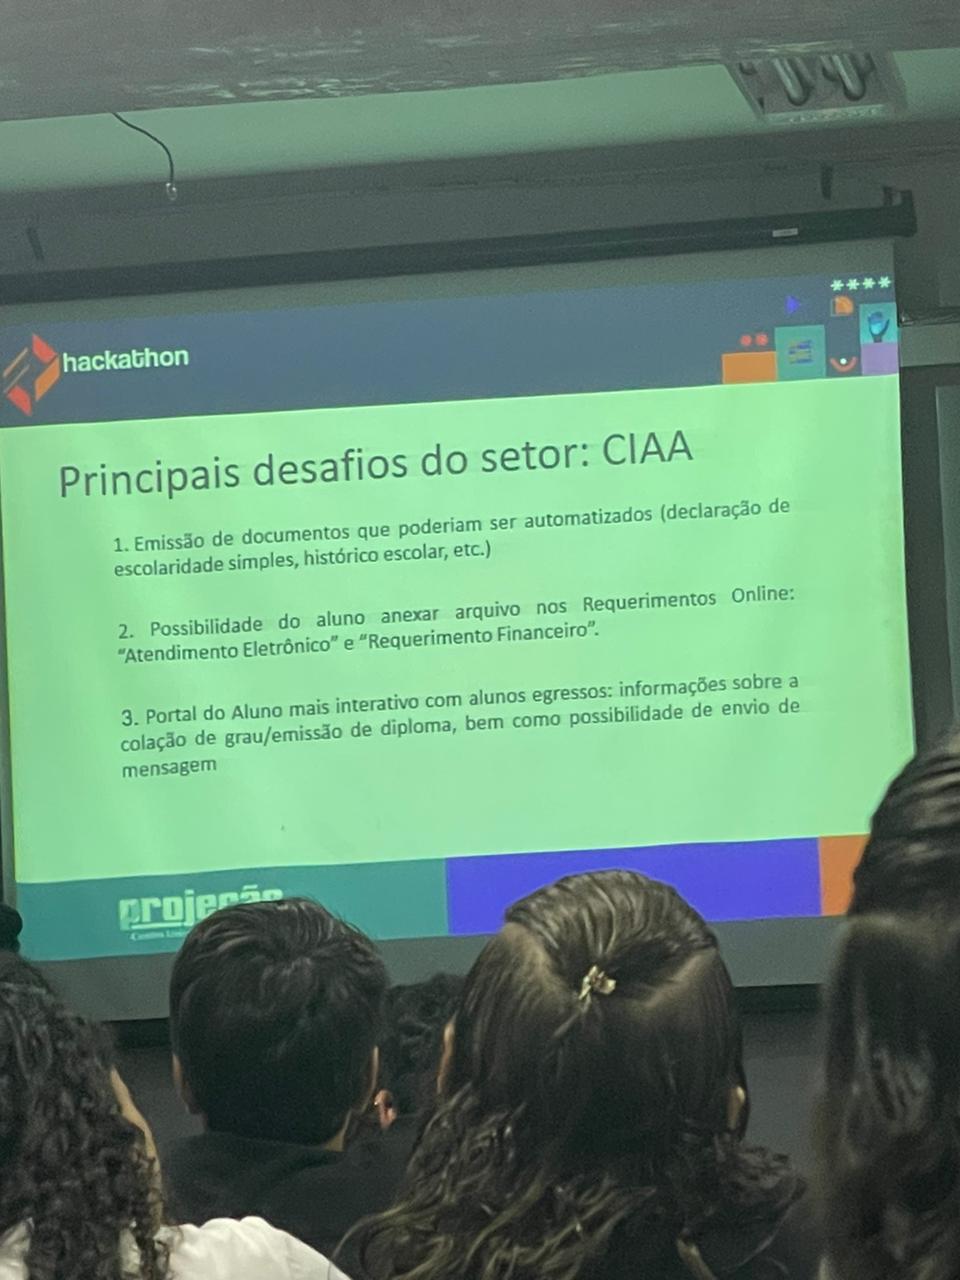 hackathon
Principais desafios do setor: CIAA
1. Emissão de documentos que poderiam ser automatizados (declaração de
escolaridade simples, histórico escolar, etc.)
2. Possibilidade do aluno anexar arquivo nos Requerimentos Online:
“Atendimento Eletrônico” e “Requerimento Financeiro”.
3. Portal do Aluno mais interativo com alunos egressos: informações sobre a
colação de grau/emissão de diploma, bem como possibilidade de envio de
mensagem
projeção